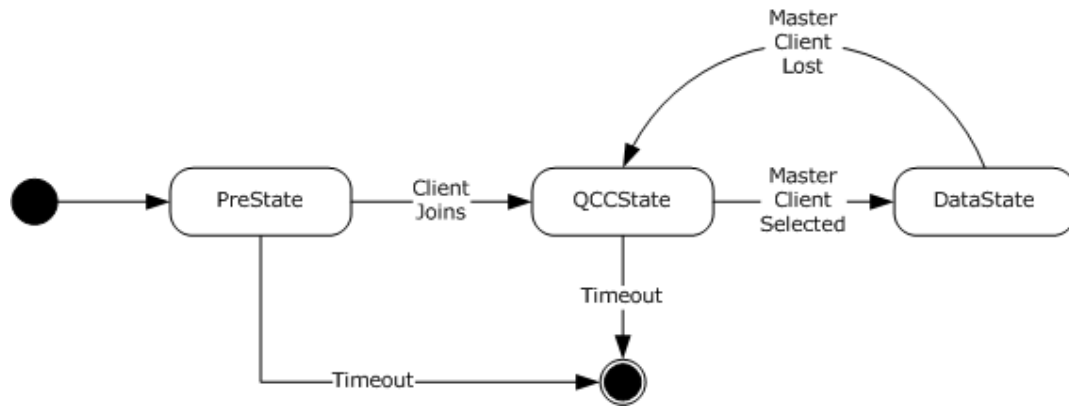 Master
Client
Lost
PreState
Client
Joins
QCCState
Master
Client
Selected
DataState
Timeout
Timeout